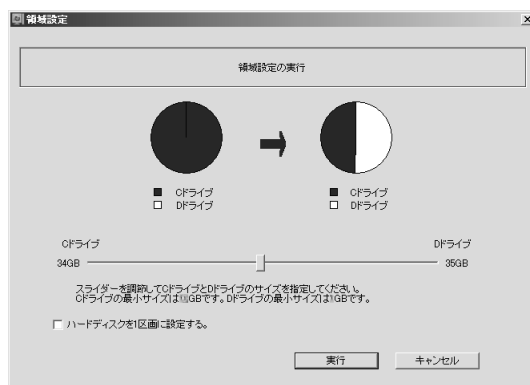 領域設定
領域設定の実行
Cドライブ
Dドライブ
Cドライブ
Dドライブ
Cドライブ
Dドライブ
34GB
35GB
スライダーを調節してCドライブとDドライブのサイズを指定してください。
Cドライブの最小サイズはGBです。Dドライブの最小サイズは1GBです。
ハードディスクを1区画に設定する。
実行
キャンセル